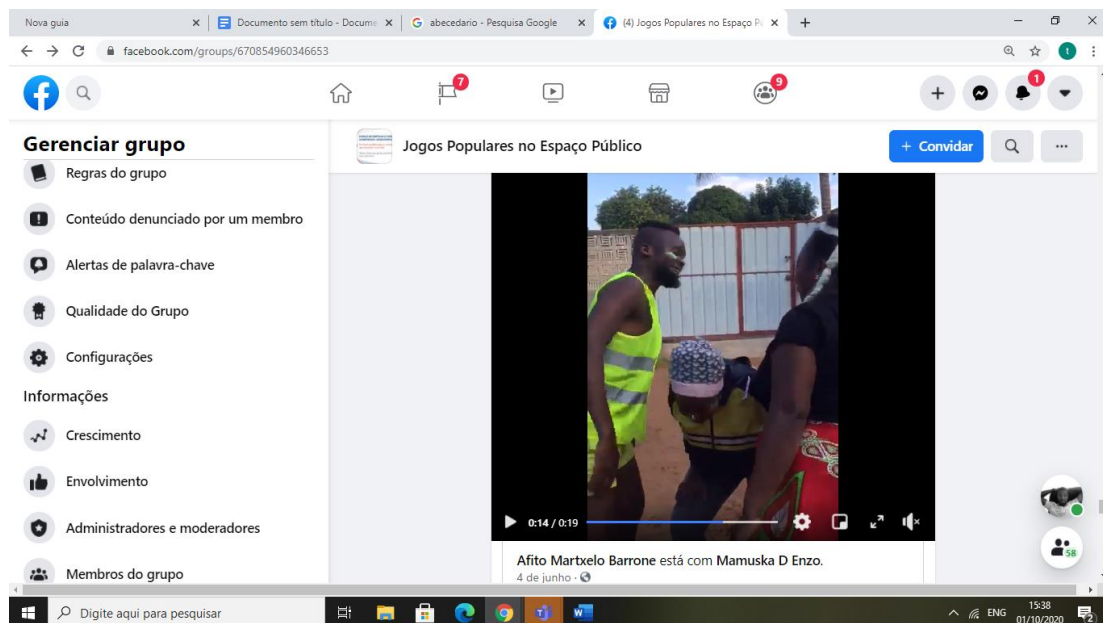 Nova guia
Documento sem título - Docume
abecedario - Pesquisa Google
(4) Jogos Populares no Espaço P
facebook.com/groups/670854960346653
t
7
9
1
Gerenciar grupo
Jogos Populares no Espaço Público
+ Convidar
Regras do grupo
Conteúdo denunciado por um membro
Alertas de palavra-chave
Qualidade do Grupo
Configurações
Informações
Crescimento
Envolvimento
Administradores e moderadores
Membros do grupo
0:14 / 0:19
58
Afito Martxelo Barrone está com Mamuska D Enzo.
4 de junho ·
Digite aqui para pesquisar
ENG
15:38
01/10/2020
2